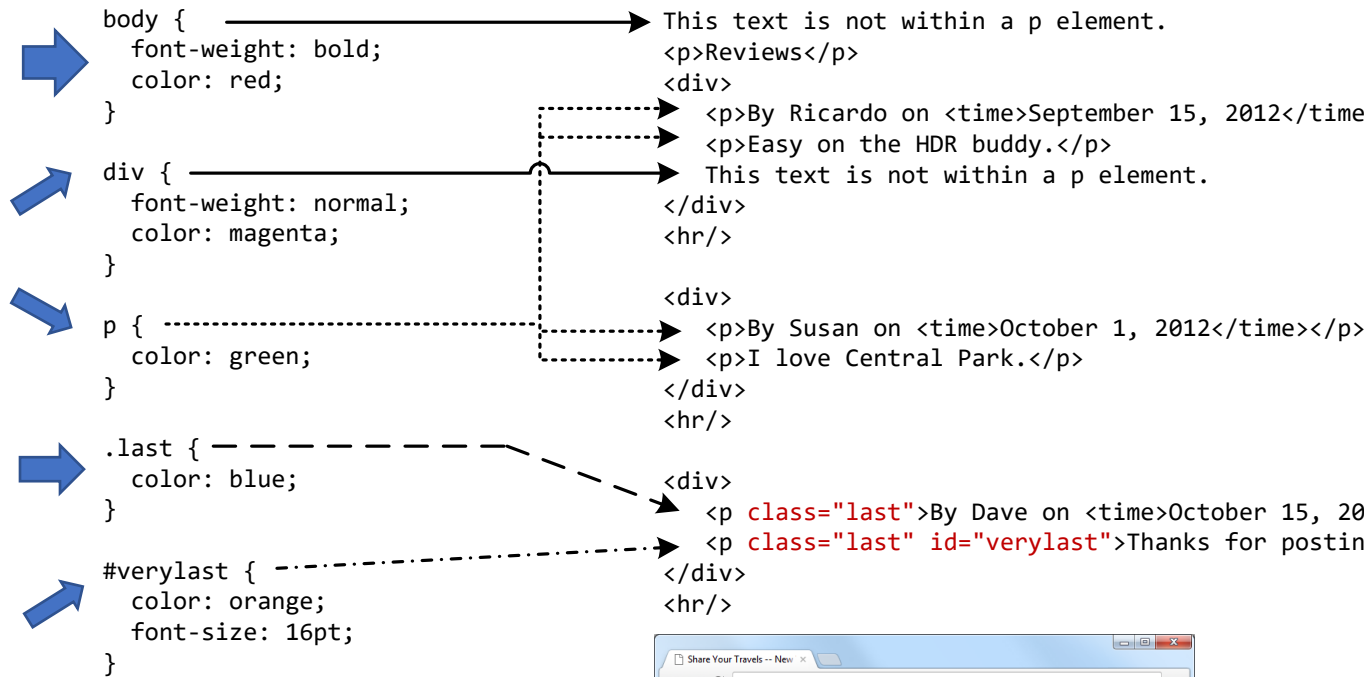 body {
  font-weight: bold;
  color: red;
}
div {
  font-weight: normal;
  color: magenta;
}
p {
  color: green;
}
.last {
  color: blue;
}
#verylast {
  color: orange;
  font-size: 16pt;
}
This text is not within a p element.
<p>Reviews</p>
<div>
  <p>By Ricardo on <time>September 15, 2012</time
  <p>Easy on the HDR buddy.</p>
  This text is not within a p element.
</div>
<hr/>
<div>
  <p>By Susan on <time>October 1, 2012</time></p>
  <p>I love Central Park.</p>
</div>
<hr/>
<div>
  <p class="last">By Dave on <time>October 15, 20
  <p class="last" id="verylast">Thanks for postin
</div>
<hr/>
Share Your Travels -- New